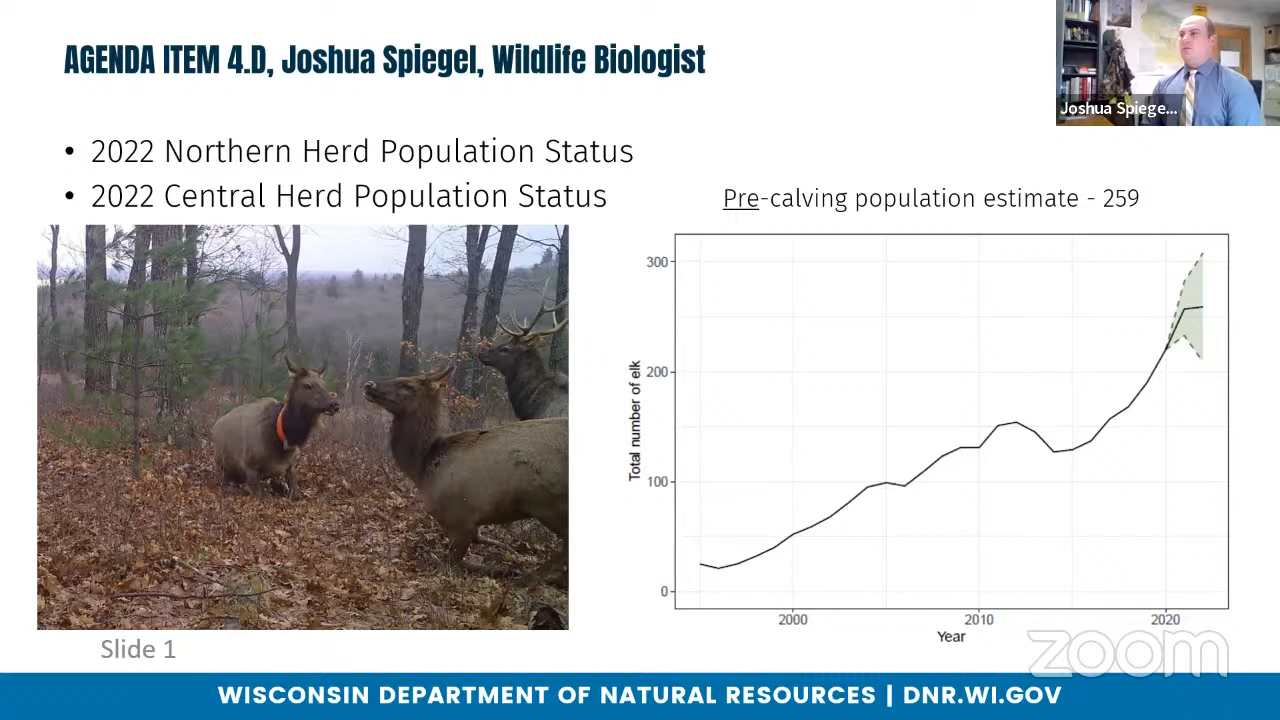 AGENDA ITEM 4.D, Joshua Spiegel, Wildlife Biologist
Joshua Spiege...
• 2022 Northern Herd Population Status
• 2022 Central Herd Population Status
Pre-calving population estimate - 259
300
200
100
0
Total number of elk
2000
2010
2020
Year
Slide 1
zoom
WISCONSIN DEPARTMENT OF NATURAL RESOURCES | DNR.WI.GOV